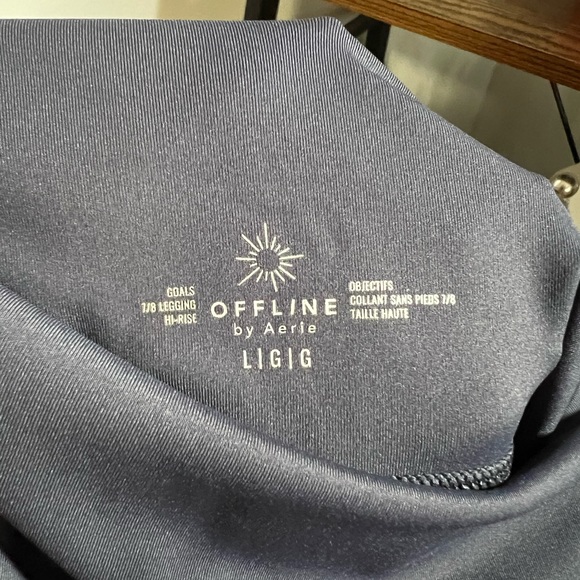 GOALS
7/8 LEGGING
HI-RISE
OFFLINE
by Aerie
L|G|G
OBJECTIFS
COLLANT SANS PIEDS 7/8
TAILLE HAUTE